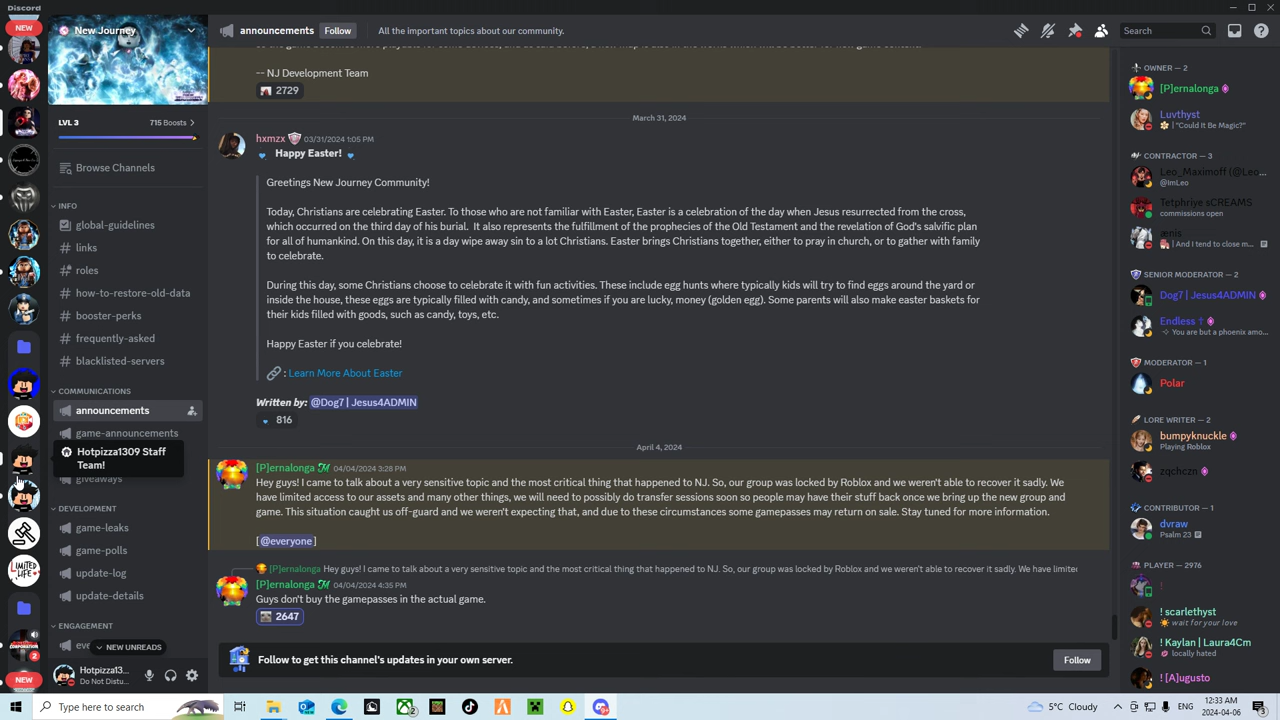 Discord
NEW
New Journey
LVL 3
715 Boosts
Browse Channels
INFO
global-guidelines
links
roles
how-to-restore-old-data
booster-perks
frequently-asked
blacklisted-servers
COMMUNICATIONS
announcements
game-announcements
Hotpizza1309 Staff
Team!
giveaways
DEVELOPMENT
game-leaks
game-polls
update-log
update-details
ENGAGEMENT
NEW UNREADS
LIMITED
LIFE
2
NEW
Hotpizza13...
Do Not Distu...
announcements
Follow
All the important topics about our community.
Search
-- NJ Development Team
2729
March 31, 2024
hxmzx 03/31/2024 1:05 PM
Happy Easter!
Greetings New Journey Community!
Today, Christians are celebrating Easter. To those who are not familiar with Easter, Easter is a celebration of the day when Jesus resurrected from the cross,
which occurred on the third day of his burial. It also represents the fulfillment of the prophecies of the Old Testament and the revelation of God's salvific plan
for all of humankind. On this day, it is a day wipe away sin to a lot Christians. Easter brings Christians together, either to pray in church, or to gather with family
to celebrate.
During this day, some Christians choose to celebrate it with fun activities. These include egg hunts where typically kids will try to find eggs around the yard or
inside the house, these eggs are typically filled with candy, and sometimes if you are lucky, money (golden egg). Some parents will also make easter baskets for
their kids filled with goods, such as candy, toys, etc.
Happy Easter if you celebrate!
: Learn More About Easter
Written by: @Dog7 | Jesus4ADMIN
816
April 4, 2024
[P]ernalonga 04/04/2024 3:28 PM
Hey guys! I came to talk about a very sensitive topic and the most critical thing that happened to NJ. So, our group was locked by Roblox and we weren't able to recover it sadly. We
have limited access to our assets and many other things, we will need to possibly do transfer sessions soon so people may have their stuff back once we bring up the new group and
game. This situation caught us off-guard and we weren't expecting that, and due to these circumstances some gamepasses may return on sale. Stay tuned for more information.
[ @everyone ]
[P]ernalonga Hey guys! I came to talk about a very sensitive topic and the most critical thing that happened to NJ. So, our group was locked by Roblox and we weren't able to recover it sadly. We have limited
[P]ernalonga 04/04/2024 4:35 PM
Guys don't buy the gamepasses in the actual game.
2647
Follow to get this channel's updates in your own server.
Follow
OWNER — 2
[P]ernalonga
Luvthyst
| "Could It Be Magic?"
CONTRACTOR — 3
Leo_Maximoff (@Leo...
@ImLeo
Tetphriye sCREAMS
commissions open
ænis
| And I tend to close m...
SENIOR MODERATOR — 2
Dog7 | Jesus4ADMIN
Endless †
You are but a phoenix amo...
MODERATOR — 1
Polar
LORE WRITER — 2
bumpyknuckle
Playing Roblox
zqchczn
CONTRIBUTOR — 1
dvraw
Psalm 23
PLAYER — 2976
!
! scarlethyst
wait for your love
! Kaylan | Laura4Cm
locally hated
! [A]ugusto
Type here to search
5°C Cloudy
ENG
12:33 AM
2024-04-06